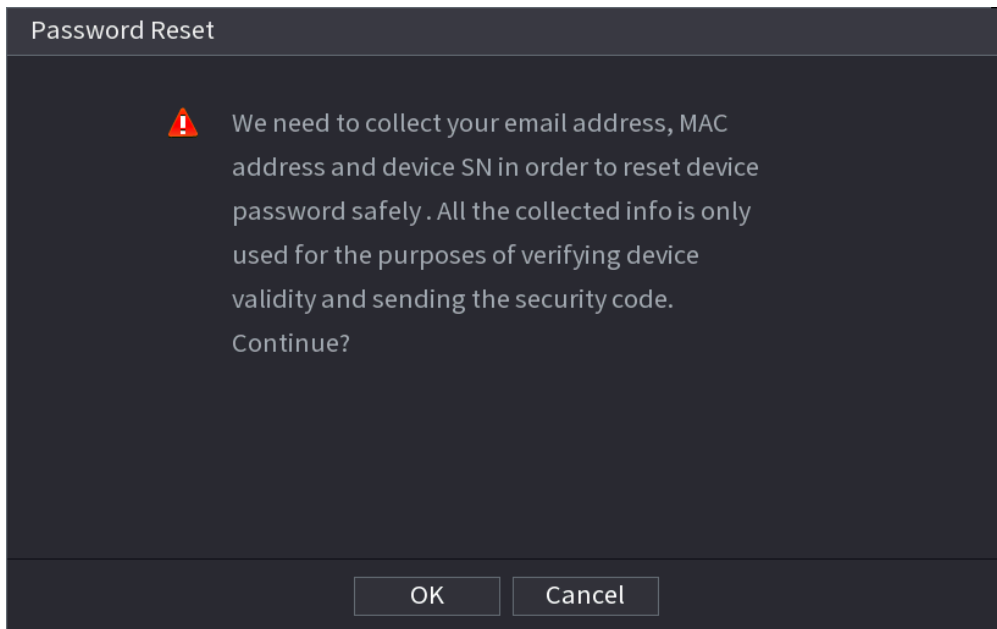 Password Reset
We need to collect your email address, MAC
address and device SN in order to reset device
password safely. All the collected info is only
used for the purposes of verifying device
validity and sending the security code.
Continue?
OK
Cancel